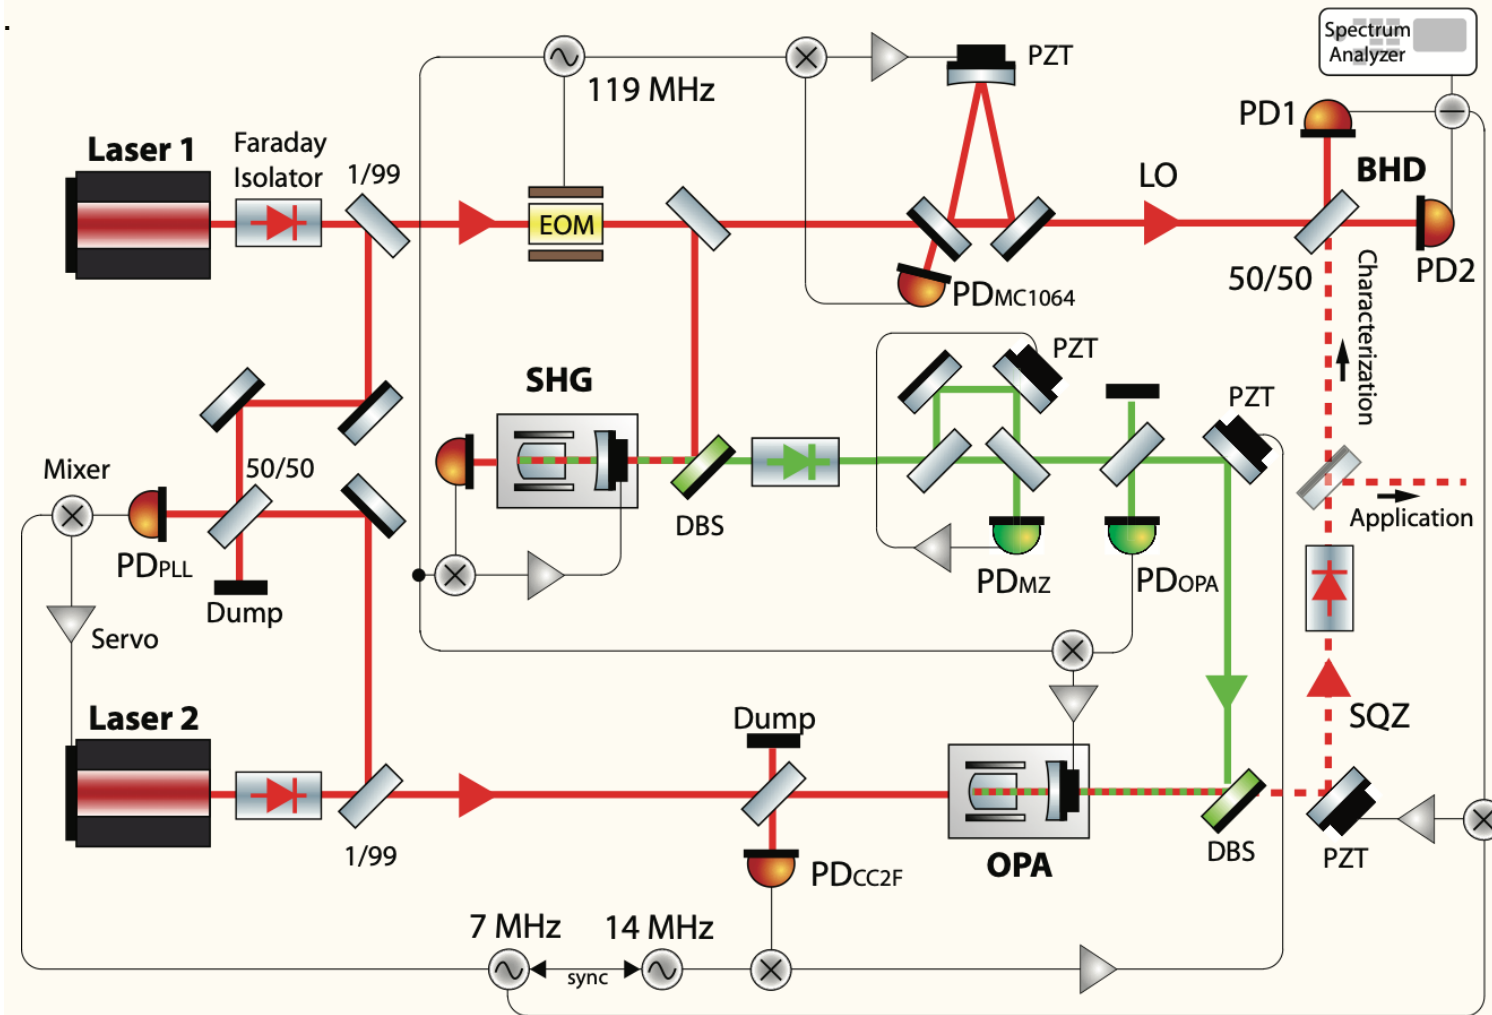 Spectrum
Analyzer
PZT
119 MHz
PD1
BHD
Laser 1
Faraday
Isolator
1/99
LO
EOM
50/50
PD2
PDMC1064
Characterization
SHG
PZT
PZT
Mixer
50/50
DBS
Application
PDPLL
PDMZ
PDOPA
Dump
Servo
Laser 2
Dump
SQZ
1/99
PDCC2F
OPA
DBS
PZT
7 MHz
14 MHz
sync